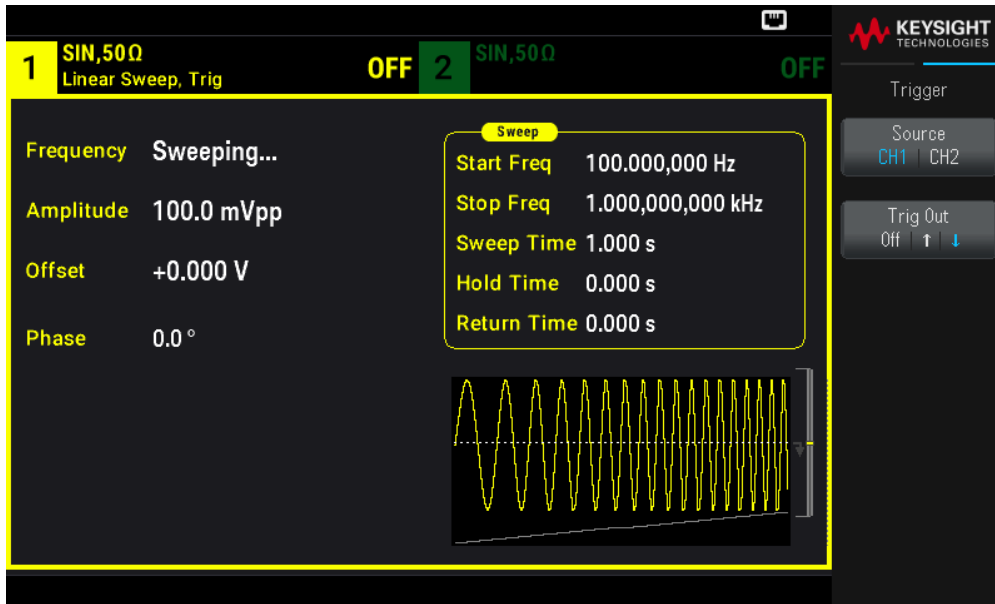 KEYSIGHT
TECHNOLOGIES
1 SIN,50Ω OFF 2 SIN,50Ω OFF
Linear Sweep, Trig
Trigger
Frequency Sweeping...
Amplitude 100.0 mVpp
Offset +0.000 V
Phase 0.0 °
Sweep
Start Freq 100.000,000 Hz
Stop Freq 1.000,000,000 kHz
Sweep Time 1.000 s
Hold Time 0.000 s
Return Time 0.000 s
Source
CH1 | CH2
Trig Out
Off | ↑ | ↓